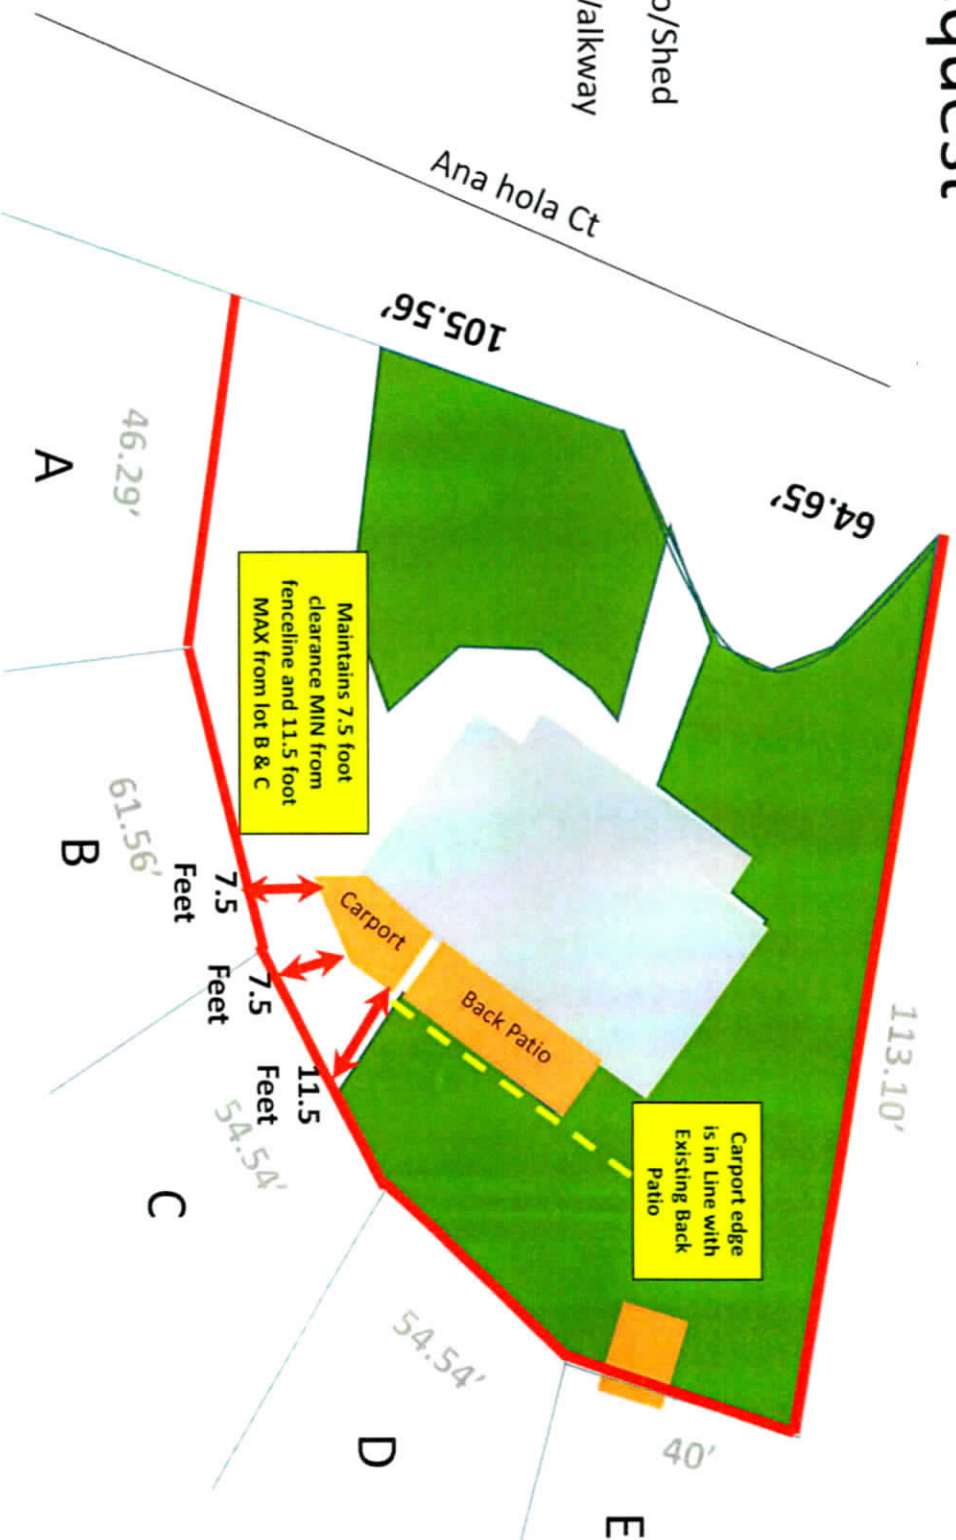 quest
o/Shed
/alkway
Ana hola Ct
105.56'
64.65'
46.29'
A
Maintains 7.5 foot
clearance MIN from
fenceline and 11.5 foot
MAX from lot B & C
61.56'
B
7.5
Feet
7.5
Feet
Carport
Back Patio
11.5
Feet
54.54'
C
Carport edge
is in Line with
Existing Back
Patio
113.10'
54.54'
D
40'
E